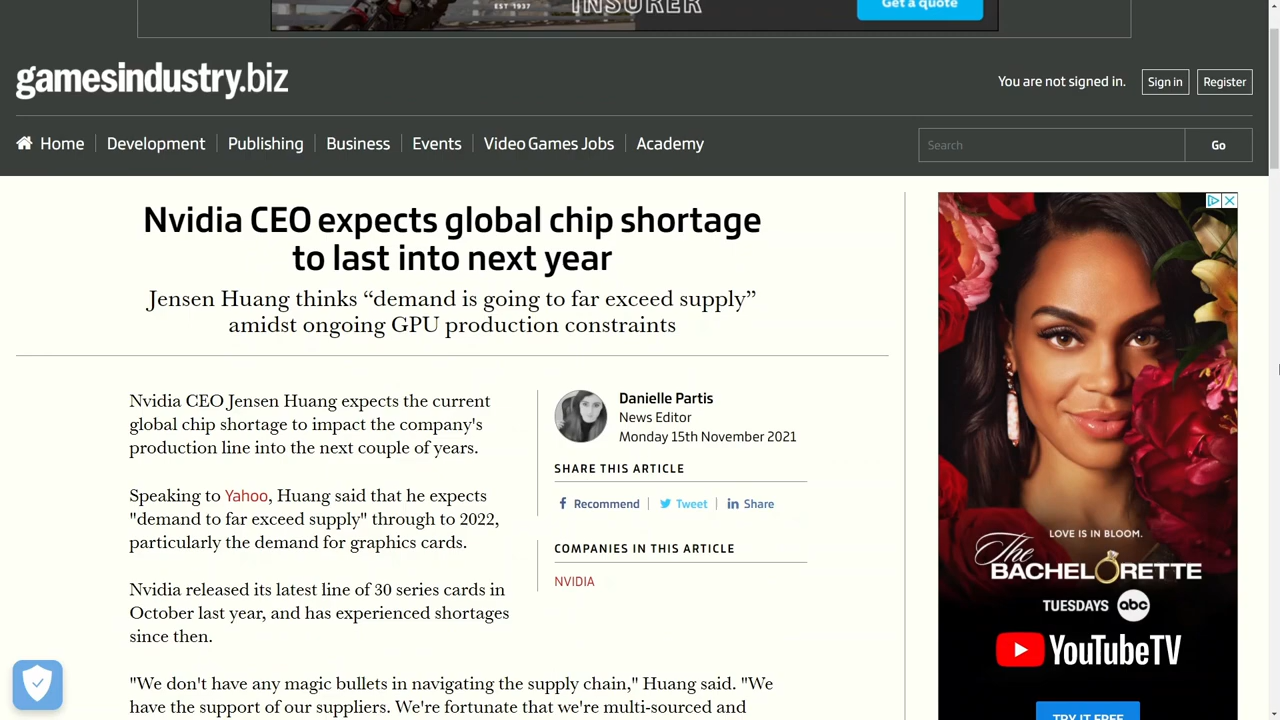 EST 1937
INSURER
Get a quote
gamesindustry.biz
You are not signed in.
Sign in
Register
Home
Development
Publishing
Business
Events
Video Games Jobs
Academy
Search
Go
Nvidia CEO expects global chip shortage
to last into next year
Jensen Huang thinks “demand is going to far exceed supply”
amidst ongoing GPU production constraints
Nvidia CEO Jensen Huang expects the current
global chip shortage to impact the company's
production line into the next couple of years.
Speaking to Yahoo, Huang said that he expects
"demand to far exceed supply" through to 2022,
particularly the demand for graphics cards.
Nvidia released its latest line of 30 series cards in
October last year, and has experienced shortages
since then.
"We don't have any magic bullets in navigating the supply chain," Huang said. "We
have the support of our suppliers. We're fortunate that we're multi-sourced and
Danielle Partis
News Editor
Monday 15th November 2021
SHARE THIS ARTICLE
Recommend
Tweet
Share
COMPANIES IN THIS ARTICLE
NVIDIA
LOVE IS IN BLOOM.
The
BACHELORETTE
TUESDAYS abc
YouTubeTV
TRY IT FREE